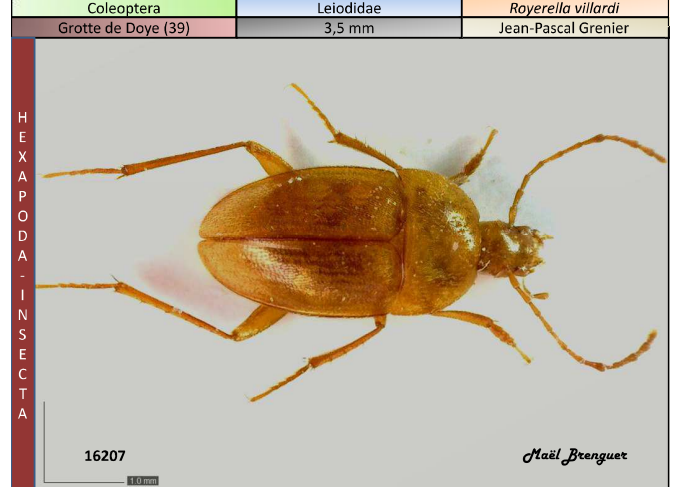 Coleoptera
Leiodidae
Royerella villardi
Grotte de Doye (39)
3,5 mm
Jean-Pascal Grenier
HEXAPODA-INSECTA
16207
Maël Brenguer
1.0 mm